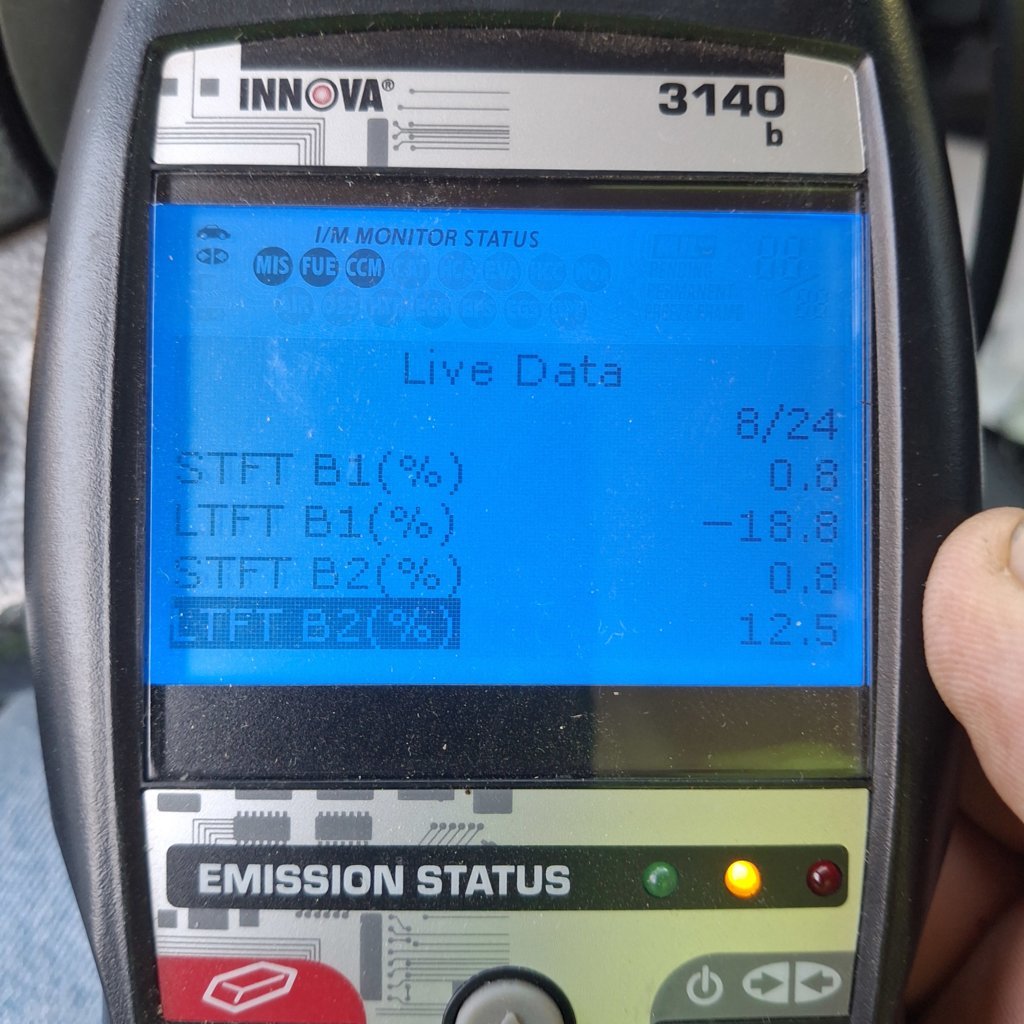 INNOVA®
3140
b
I/M MONITOR STATUS
MIS FUE CCM
Live Data
8/24
STFT B1(%) 0.8
LTFT B1(%) -18.8
STFT B2(%) 0.8
LTFT B2(%) 12.5
EMISSION STATUS